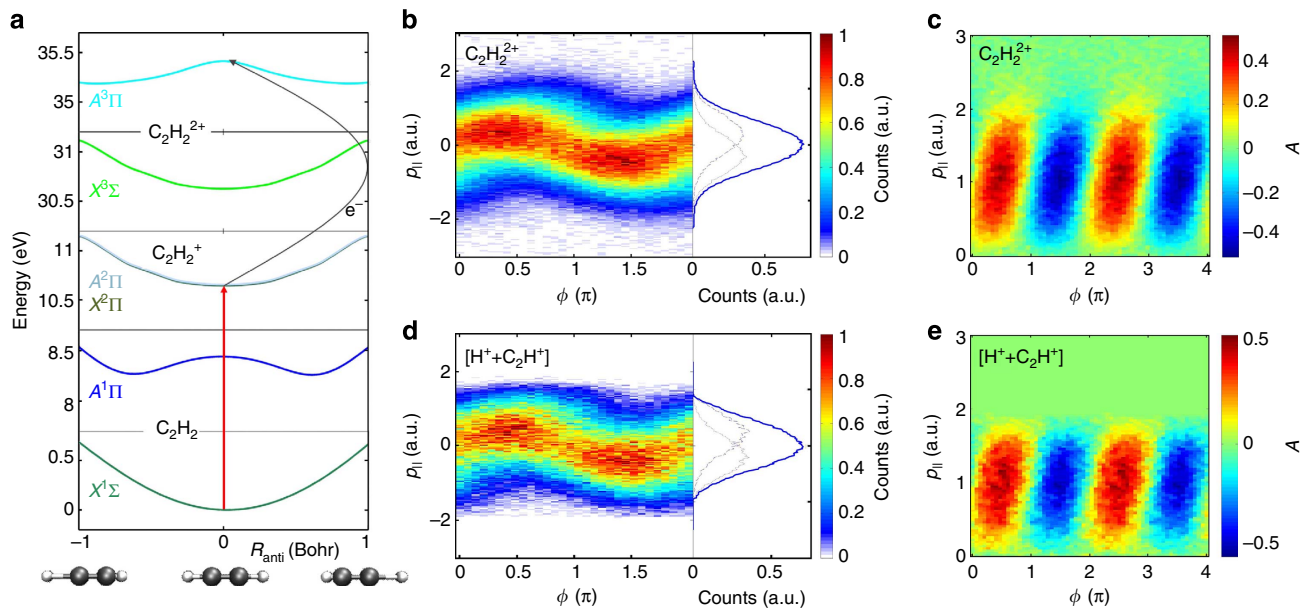 a
35.5
35
A³Π
C₂H₂²⁺
31
X³Σ
30.5
e⁻
11
C₂H₂⁺
A²Π
10.5
X²Π
8.5
A¹Π
8
C₂H₂
0.5
X¹Σ
0
Energy (eV)
−1 0 1
R_anti (Bohr)
b
C₂H₂²⁺
2
0
−2
p_|| (a.u.)
0 0.5 1 1.5 0 0.5
ϕ (π) Counts (a.u.)
1
0.8
0.6
0.4
0.2
0
Counts (a.u.)
c
C₂H₂²⁺
3
2
1
0
p_|| (a.u.)
0 1 2 3 4
ϕ (π)
0.4
0.2
0
−0.2
−0.4
A
d
[H⁺+C₂H⁺]
2
0
−2
p_|| (a.u.)
0 0.5 1 1.5 0 0.5
ϕ (π) Counts (a.u.)
1
0.8
0.6
0.4
0.2
0
Counts (a.u.)
e
[H⁺+C₂H⁺]
3
2
1
0
p_|| (a.u.)
0 1 2 3 4
ϕ (π)
0.5
0
−0.5
A